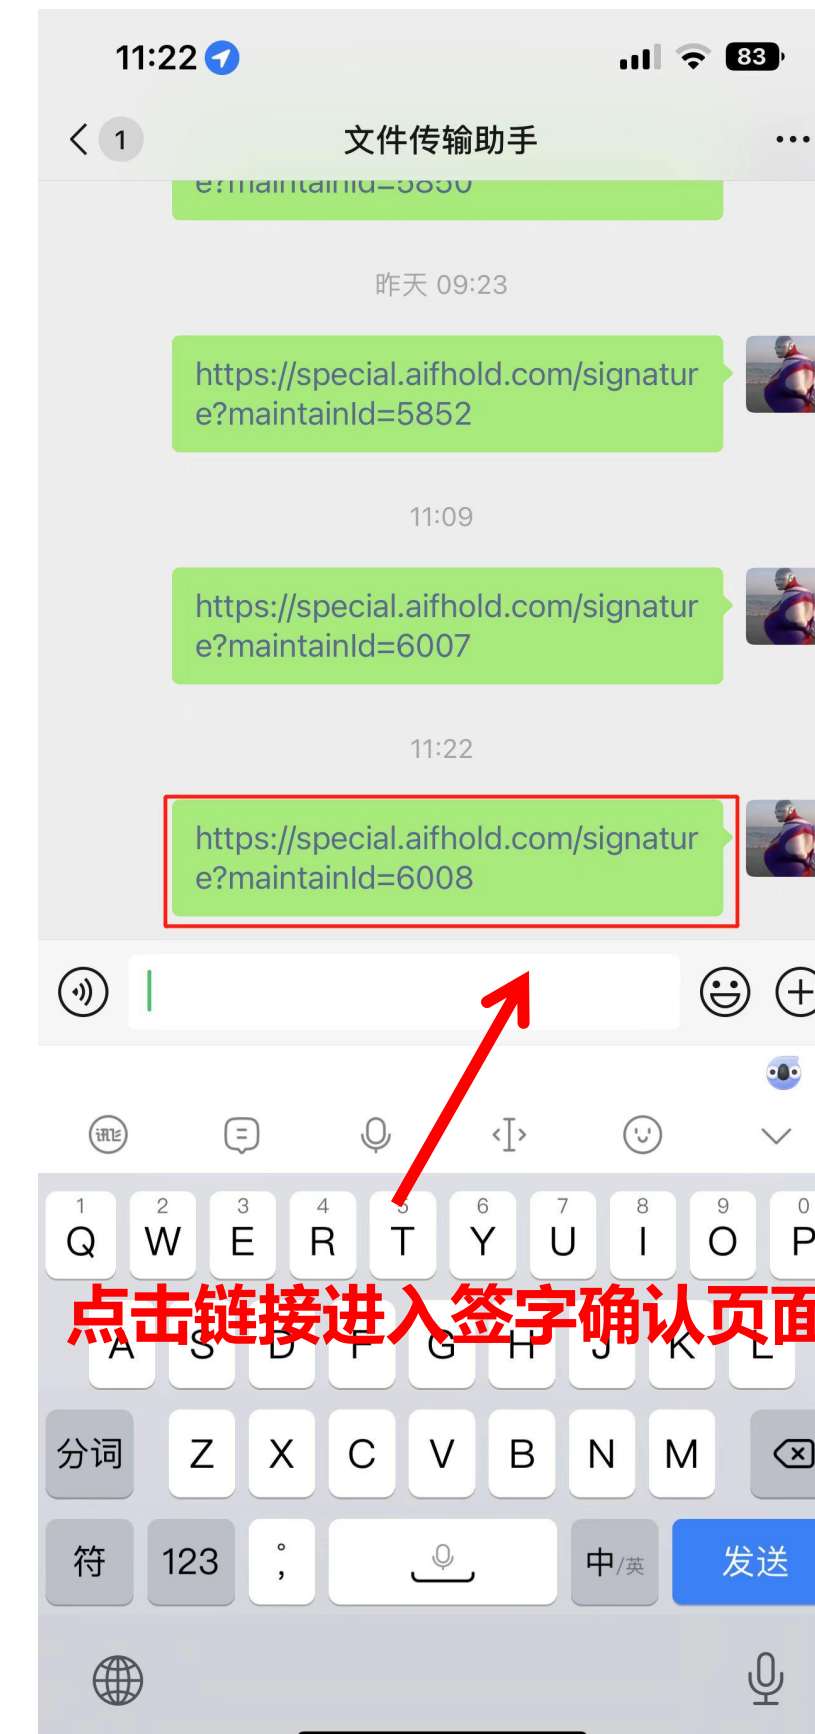 11:22
83
1
文件传输助手
e?maintainId=5850
昨天 09:23
https://special.aifhold.com/signatur
e?maintainId=5852
11:09
https://special.aifhold.com/signatur
e?maintainId=6007
11:22
https://special.aifhold.com/signatur
e?maintainId=6008
1 2 3 4 5 6 7 8 9 0
Q W E R T Y U I O P
点击链接进入签字确认页面
A S D F G H J K L
分词 Z X C V B N M
符 123 ° , 中/英 发送